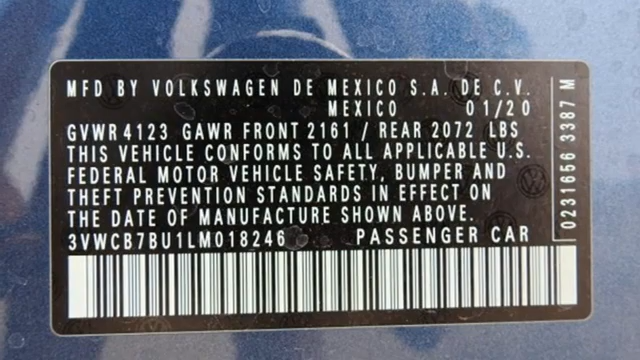 MFD BY VOLKSWAGEN DE MEXICO S.A. DE C.V.
MEXICO 01/20
GVWR 4123 GAWR FRONT 2161 / REAR 2072 LBS
THIS VEHICLE CONFORMS TO ALL APPLICABLE U.S.
FEDERAL MOTOR VEHICLE SAFETY, BUMPER AND
THEFT PREVENTION STANDARDS IN EFFECT ON
THE DATE OF MANUFACTURE SHOWN ABOVE.
3VWCB7BU1LM018246 PASSENGER CAR
0231656 3387 M